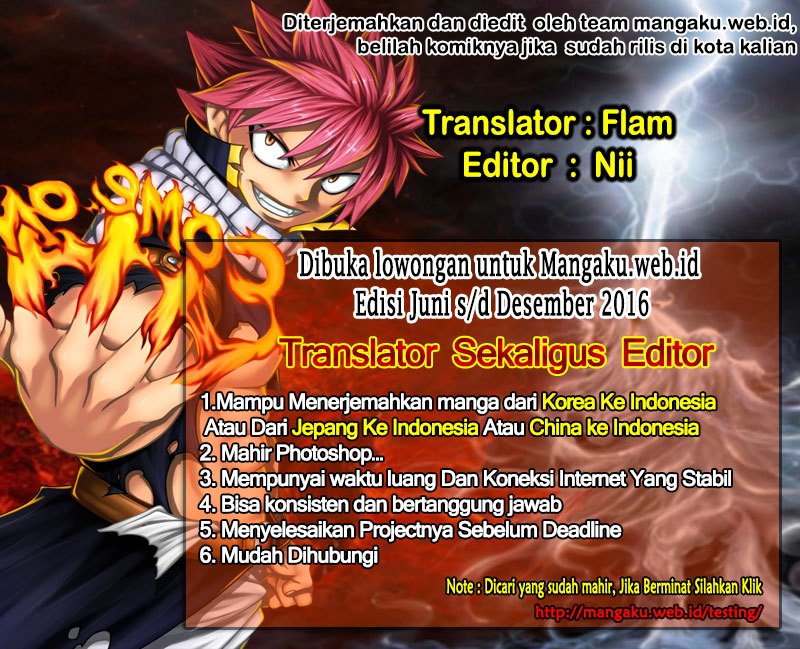 Diterjemahkan dan diedit oleh team mangaku.web.id,
belilah komiknya jika sudah rilis di kota kalian
Translator : Flam
Editor : Nii
COME ON
Dibuka lowongan untuk Mangaku.web.id
Edisi Juni s/d Desember 2016
Translator Sekaligus Editor
1.Mampu Menerjemahkan manga dari Korea Ke Indonesia
Atau Dari Jepang Ke Indonesia Atau China ke Indonesia
2. Mahir Photoshop...
3. Mempunyai waktu luang Dan Koneksi Internet Yang Stabil
4. Bisa konsisten dan bertanggung jawab
5. Menyelesaikan Projectnya Sebelum Deadline
6. Mudah Dihubungi
Note : Dicari yang sudah mahir, Jika Berminat Silahkan Klik
http://mangaku.web.id/testing/